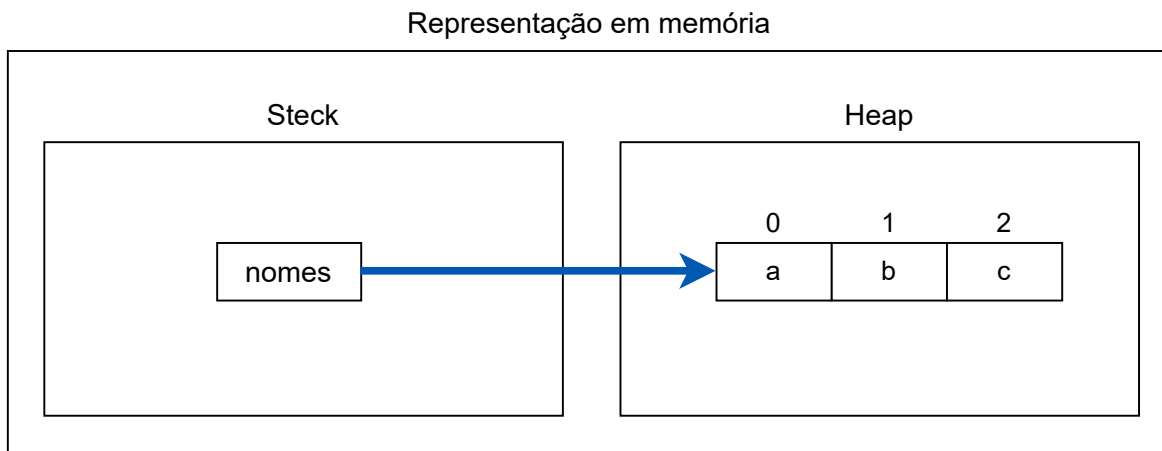 Representação em memória
Steck
Heap
0 1 2
nomes
a b c